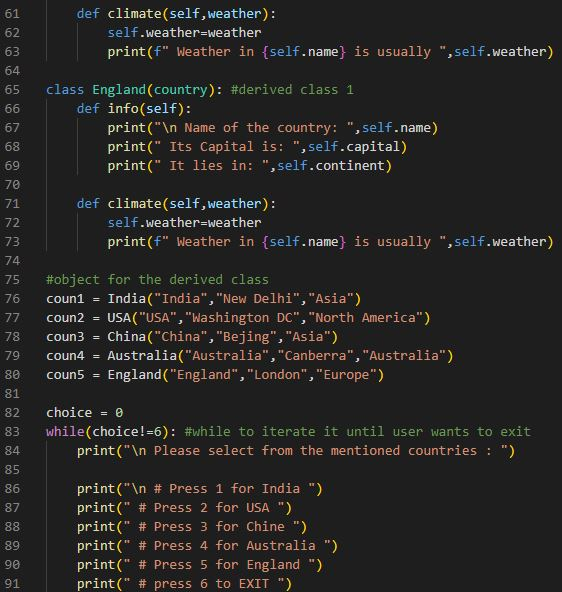 61 def climate(self,weather):
62 self.weather=weather
63 print(f" Weather in {self.name} is usually ",self.weather)
64
65 class England(country): #derived class 1
66 def info(self):
67 print("\n Name of the country: ",self.name)
68 print(" Its Capital is: ",self.capital)
69 print(" It lies in: ",self.continent)
70
71 def climate(self,weather):
72 self.weather=weather
73 print(f" Weather in {self.name} is usually ",self.weather)
74
75 #object for the derived class
76 coun1 = India("India","New Delhi","Asia")
77 coun2 = USA("USA","Washington DC","North America")
78 coun3 = China("China","Bejing","Asia")
79 coun4 = Australia("Australia","Canberra","Australia")
80 coun5 = England("England","London","Europe")
81
82 choice = 0
83 while(choice!=6): #while to iterate it until user wants to exit
84 print("\n Please select from the mentioned countries : ")
85
86 print("\n # Press 1 for India ")
87 print(" # Press 2 for USA ")
88 print(" # Press 3 for Chine ")
89 print(" # Press 4 for Australia ")
90 print(" # Press 5 for England ")
91 print(" # press 6 to EXIT ")